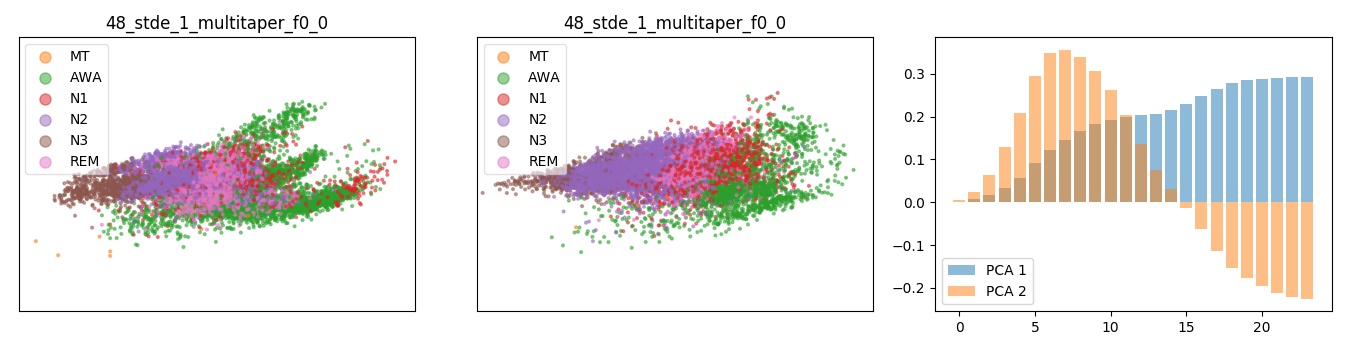 48_stde_1_multitaper_f0_0
MT
AWA
N1
N2
N3
REM
48_stde_1_multitaper_f0_0
MT
AWA
N1
N2
N3
REM
0.3
0.2
0.1
0.0
−0.1
−0.2
PCA 1
PCA 2
0
5
10
15
20